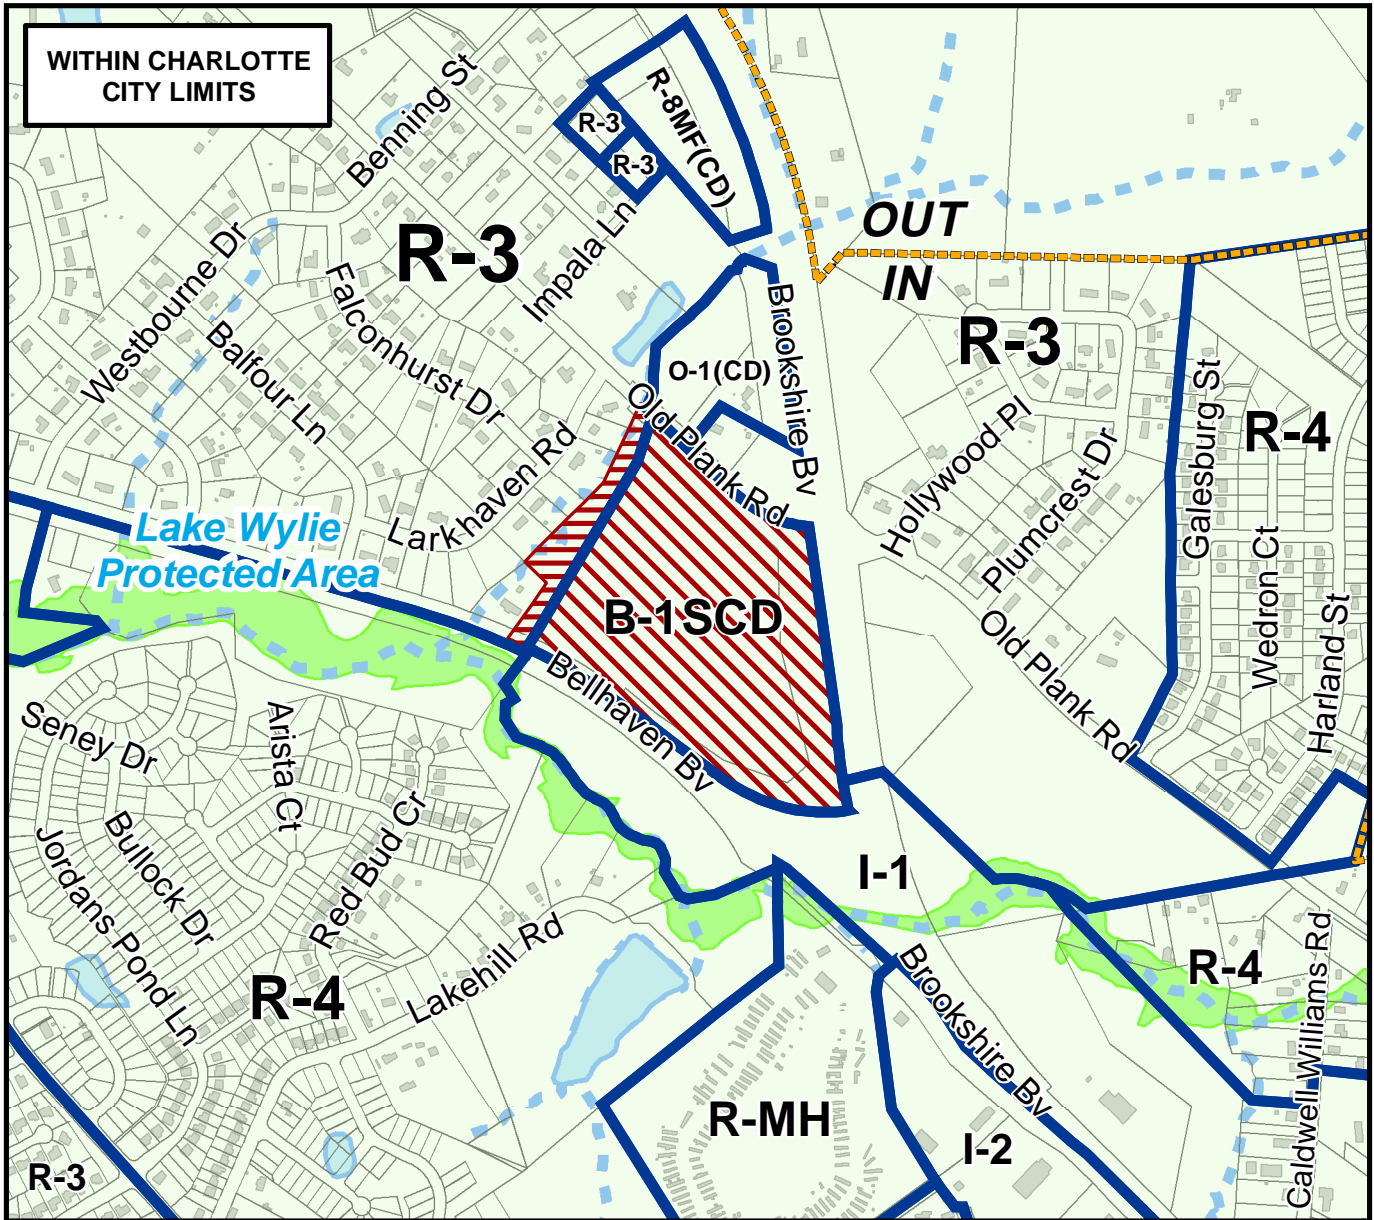 WITHIN CHARLOTTE
CITY LIMITS
Benning St
R-8MF(CD)
R-3
R-3
OUT
IN
R-3
Impala Ln
Westbourne Dr
Falconhurst Dr
Balfour Ln
Brookshire Bv
R-3
O-1(CD)
Old Plank Rd
Galesburg St
R-4
Hollywood Pl
Plumcrest Dr
Larkhaven Rd
Lake Wylie
Protected Area
Wedron Ct
Harland St
B-1SCD
Old Plank Rd
Bellhaven Bv
Seney Dr
Arista Ct
Red Bud Cr
Bullock Dr
Jordans Pond Ln
I-1
Lakehill Rd
R-4
R-4
Brookshire Bv
Caldwell Williams Rd
R-MH
I-2
R-3